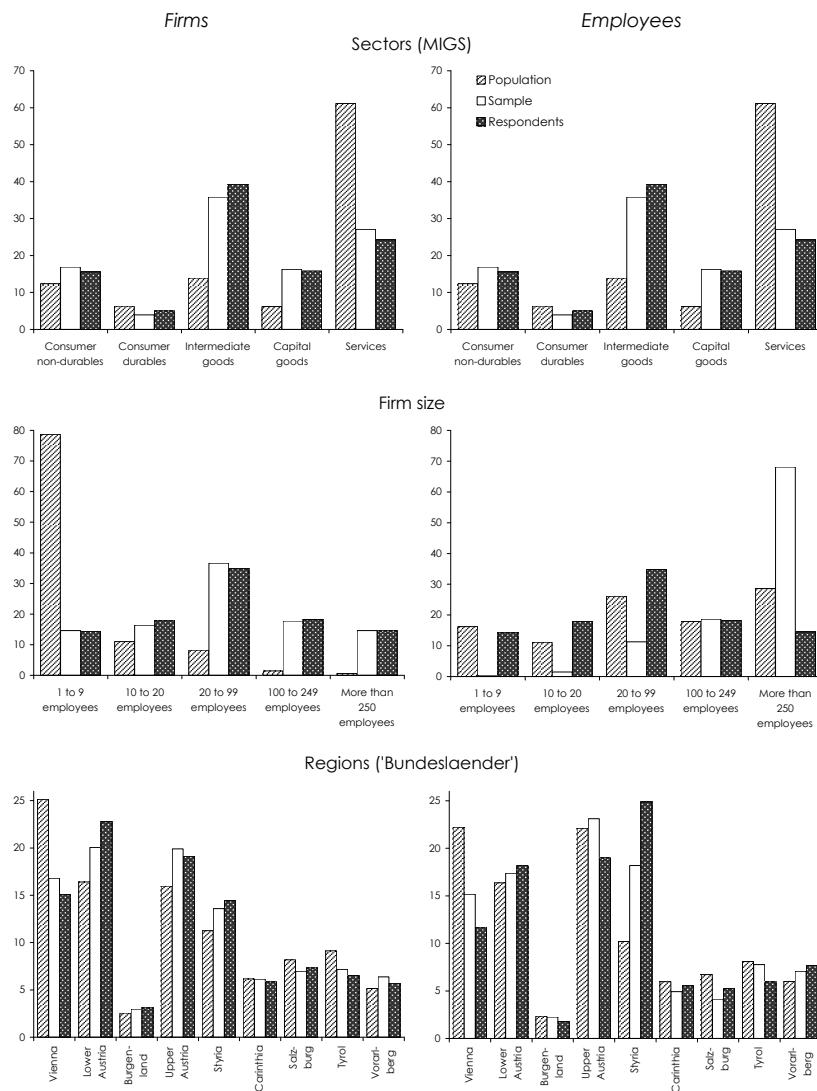 Firms
Employees
Sectors (MIGS)
70
60
50
40
30
20
10
0
Consumer non-durables
Consumer durables
Intermediate goods
Capital goods
Services
70
60
50
40
30
20
10
0
Population
Sample
Respondents
Consumer non-durables
Consumer durables
Intermediate goods
Capital goods
Services
Firm size
80
70
60
50
40
30
20
10
0
1 to 9 employees
10 to 20 employees
20 to 99 employees
100 to 249 employees
More than 250 employees
80
70
60
50
40
30
20
10
0
1 to 9 employees
10 to 20 employees
20 to 99 employees
100 to 249 employees
More than 250 employees
Regions ('Bundeslaender')
25
20
15
10
5
0
Vienna
Lower Austria
Burgen-land
Upper Austria
Styria
Carinthia
Salz-burg
Tyrol
Vorarl-berg
25
20
15
10
5
0
Vienna
Lower Austria
Burgen-land
Upper Austria
Styria
Carinthia
Salz-burg
Tyrol
Vorarl-berg